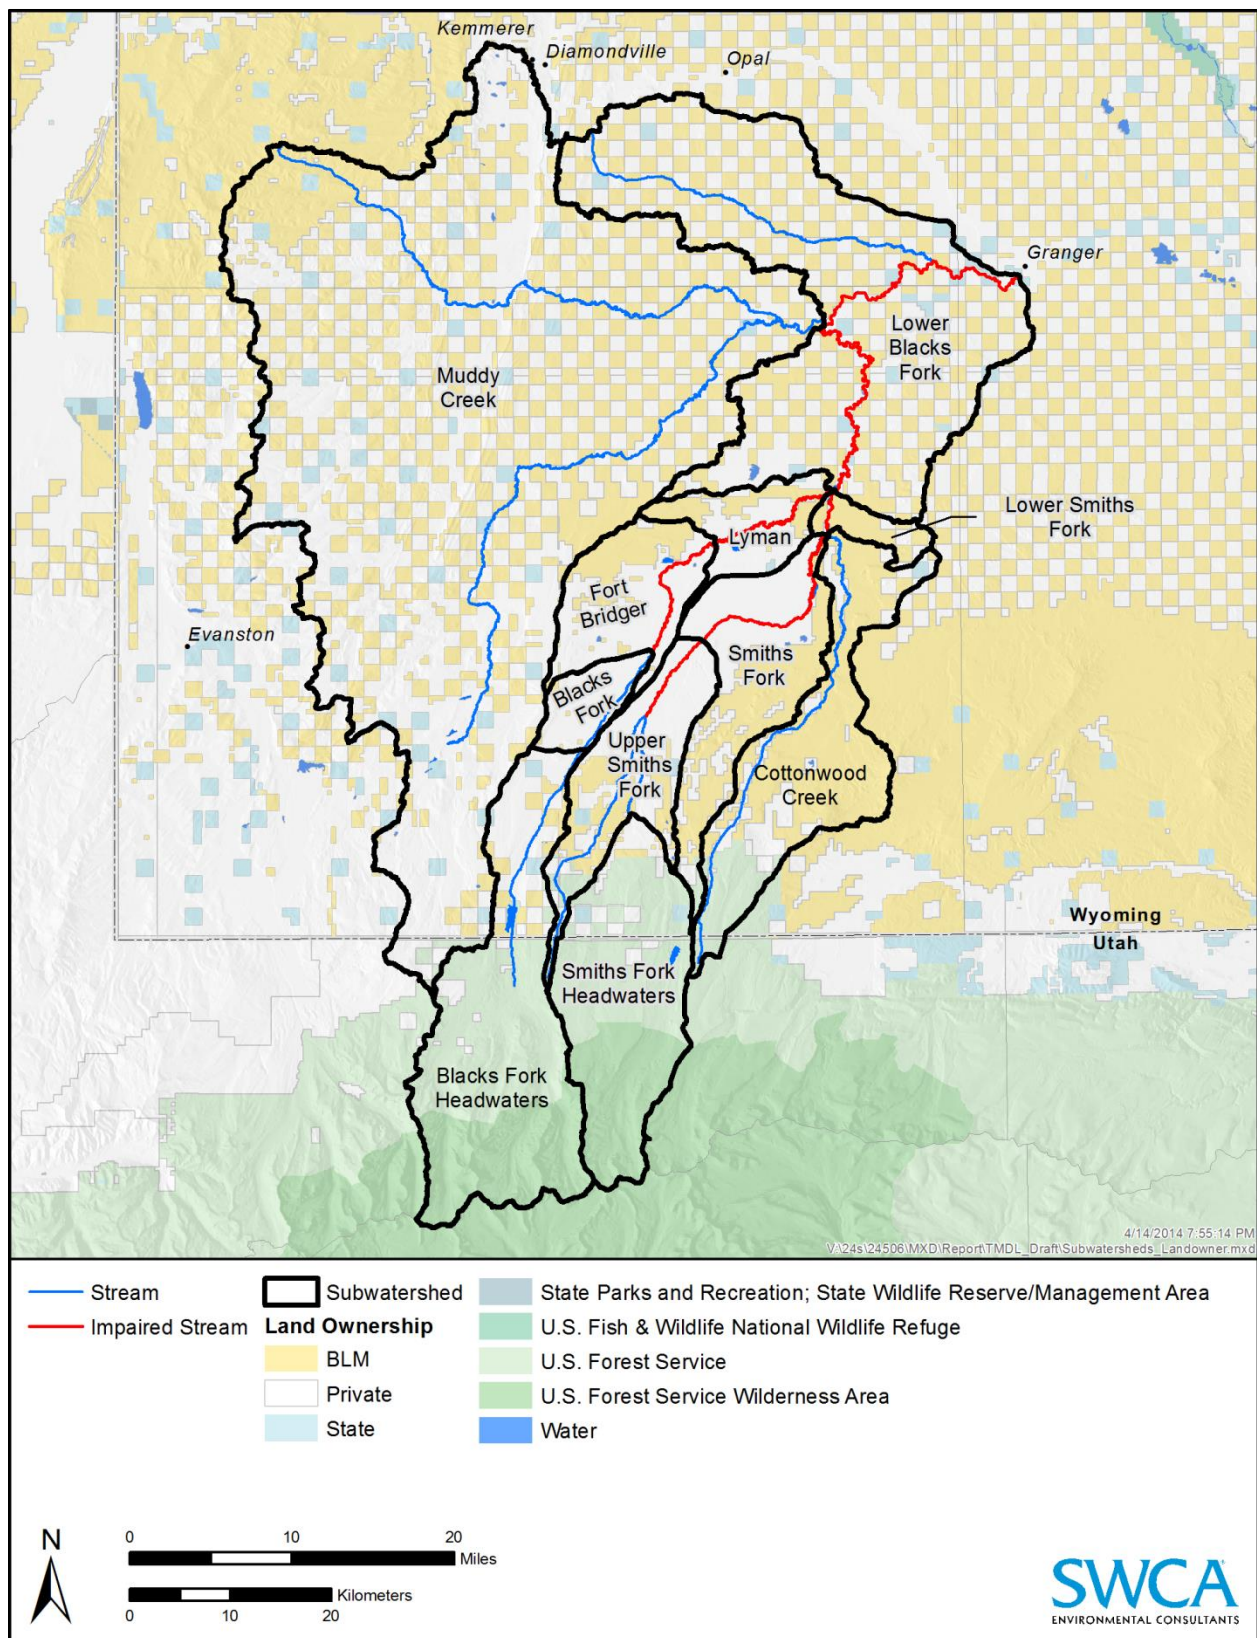 Kemmerer
Diamondville
Opal
Granger
Lower
Blacks
Fork
Muddy
Creek
Lower Smiths
Fork
Lyman
Fort
Bridger
Evanston
Smiths
Fork
Blacks
Fork
Upper
Smiths
Fork
Cottonwood
Creek
Wyoming
Utah
Smiths Fork
Headwaters
Blacks Fork
Headwaters
4/14/2014 7:55:14 PM
V:\24s\24506\MXD\Report\TMDL_Draft\Subwatersheds_Landowner.mxd
Stream
Impaired Stream
Subwatershed
Land Ownership
BLM
Private
State
State Parks and Recreation; State Wildlife Reserve/Management Area
U.S. Fish & Wildlife National Wildlife Refuge
U.S. Forest Service
U.S. Forest Service Wilderness Area
Water
N
0 10 20
Miles
Kilometers
0 10 20
SWCA
ENVIRONMENTAL CONSULTANTS